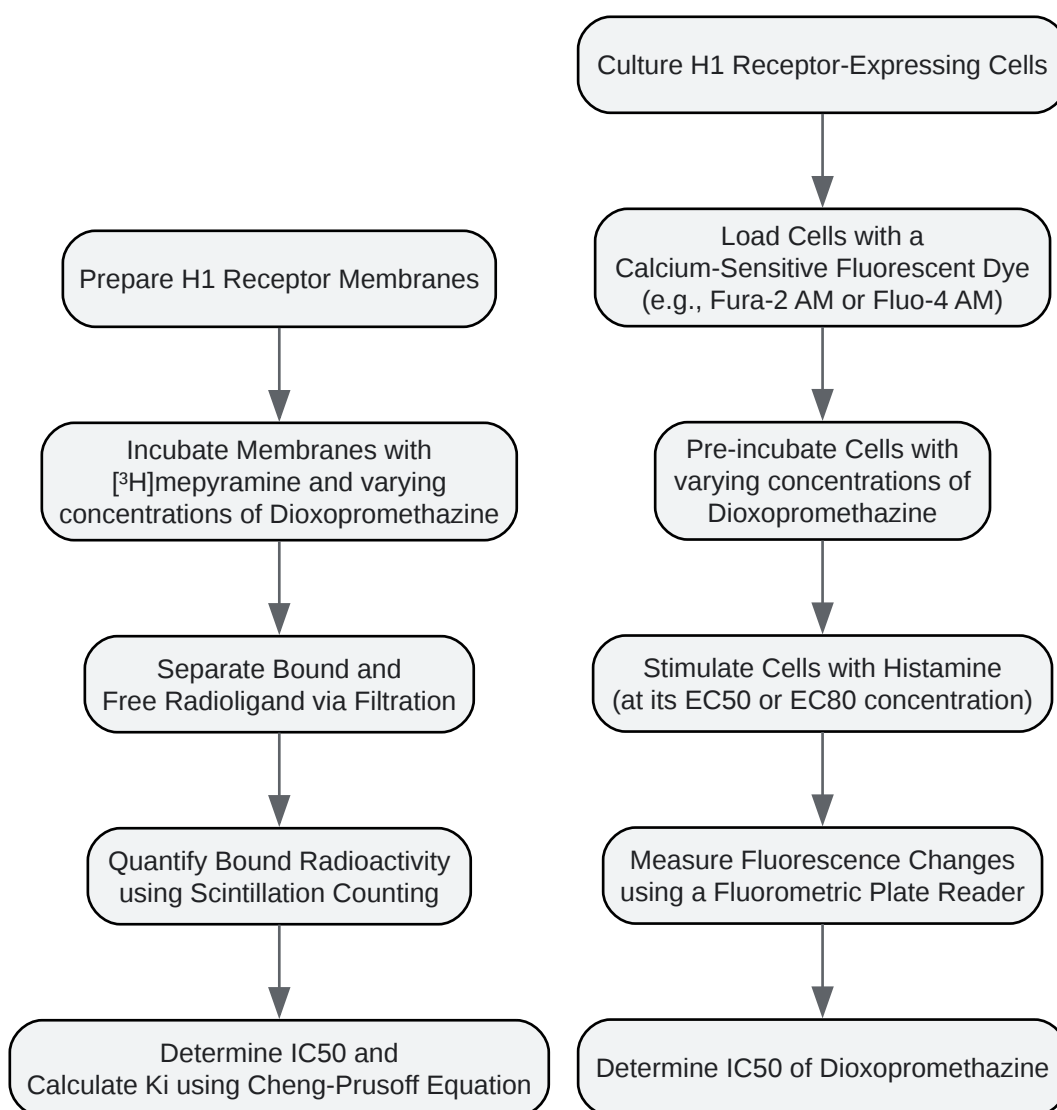 Prepare H1 Receptor Membranes
Incubate Membranes with
[³H]mepyramine and varying
concentrations of Dioxopromethazine
Separate Bound and
Free Radioligand via Filtration
Quantify Bound Radioactivity
using Scintillation Counting
Determine IC50 and
Calculate Ki using Cheng-Prusoff Equation
Culture H1 Receptor-Expressing Cells
Load Cells with a
Calcium-Sensitive Fluorescent Dye
(e.g., Fura-2 AM or Fluo-4 AM)
Pre-incubate Cells with
varying concentrations of
Dioxopromethazine
Stimulate Cells with Histamine
(at its EC50 or EC80 concentration)
Measure Fluorescence Changes
using a Fluorometric Plate Reader
Determine IC50 of Dioxopromethazine